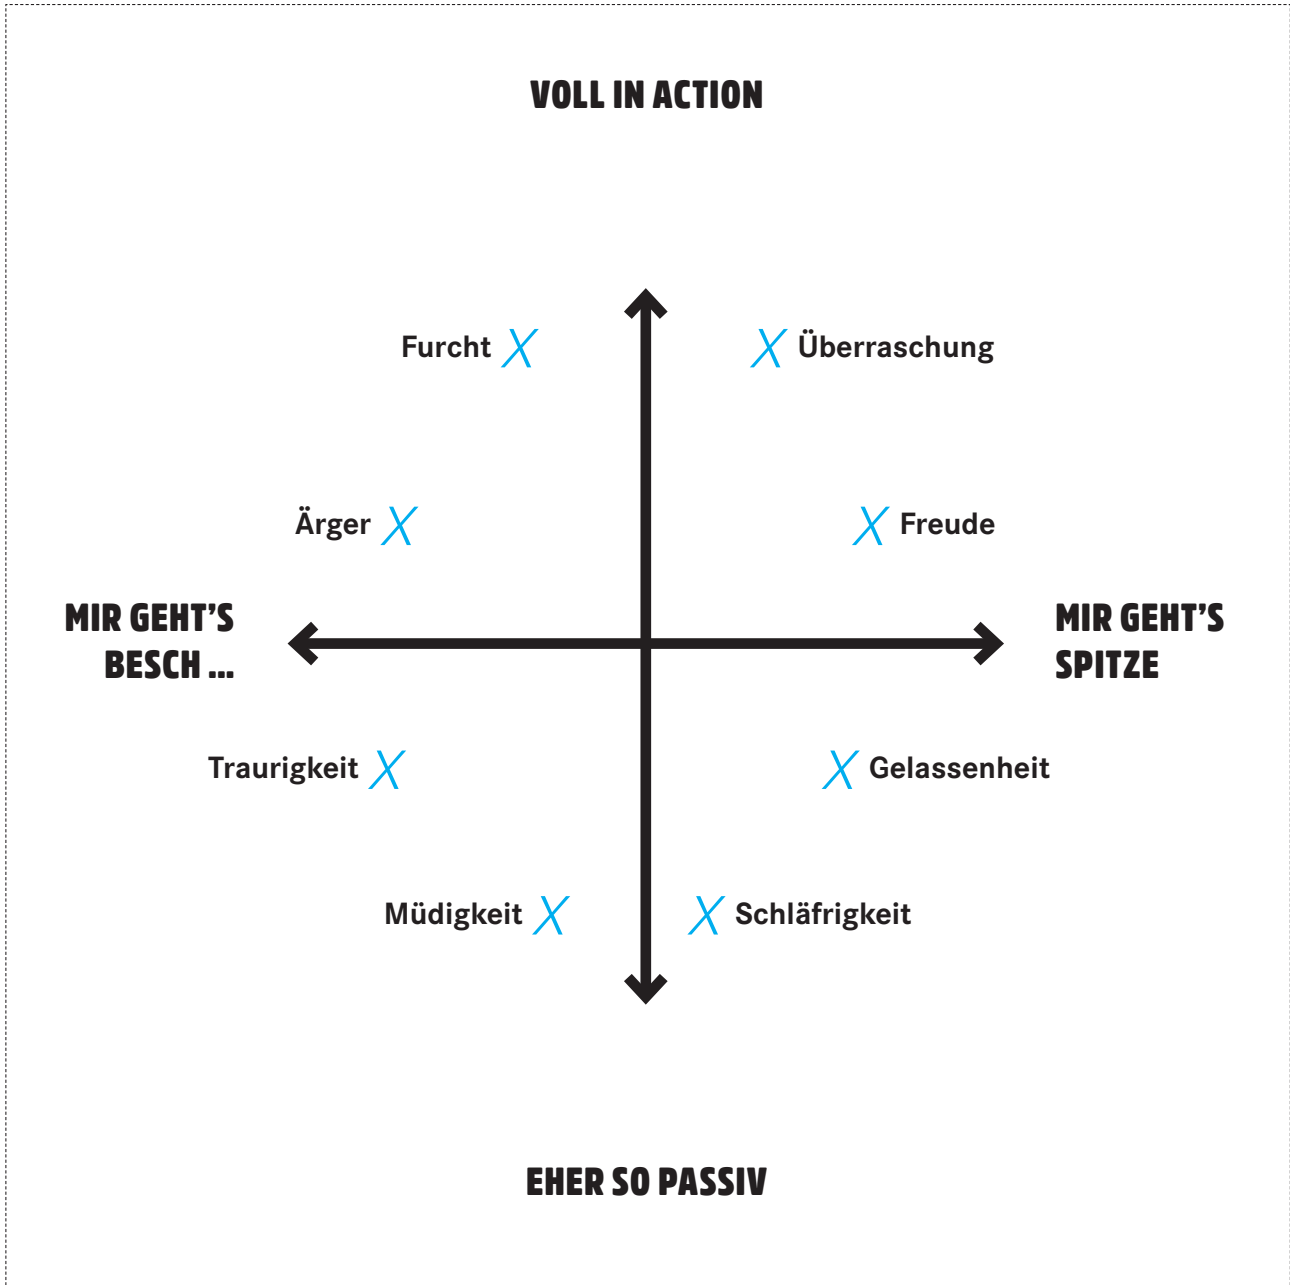 VOLL IN ACTION
Furcht X
X Überraschung
Ärger X
X Freude
MIR GEHT’S
BESCH ...
MIR GEHT’S
SPITZE
Traurigkeit X
X Gelassenheit
Müdigkeit X
X Schläfrigkeit
EHER SO PASSIV